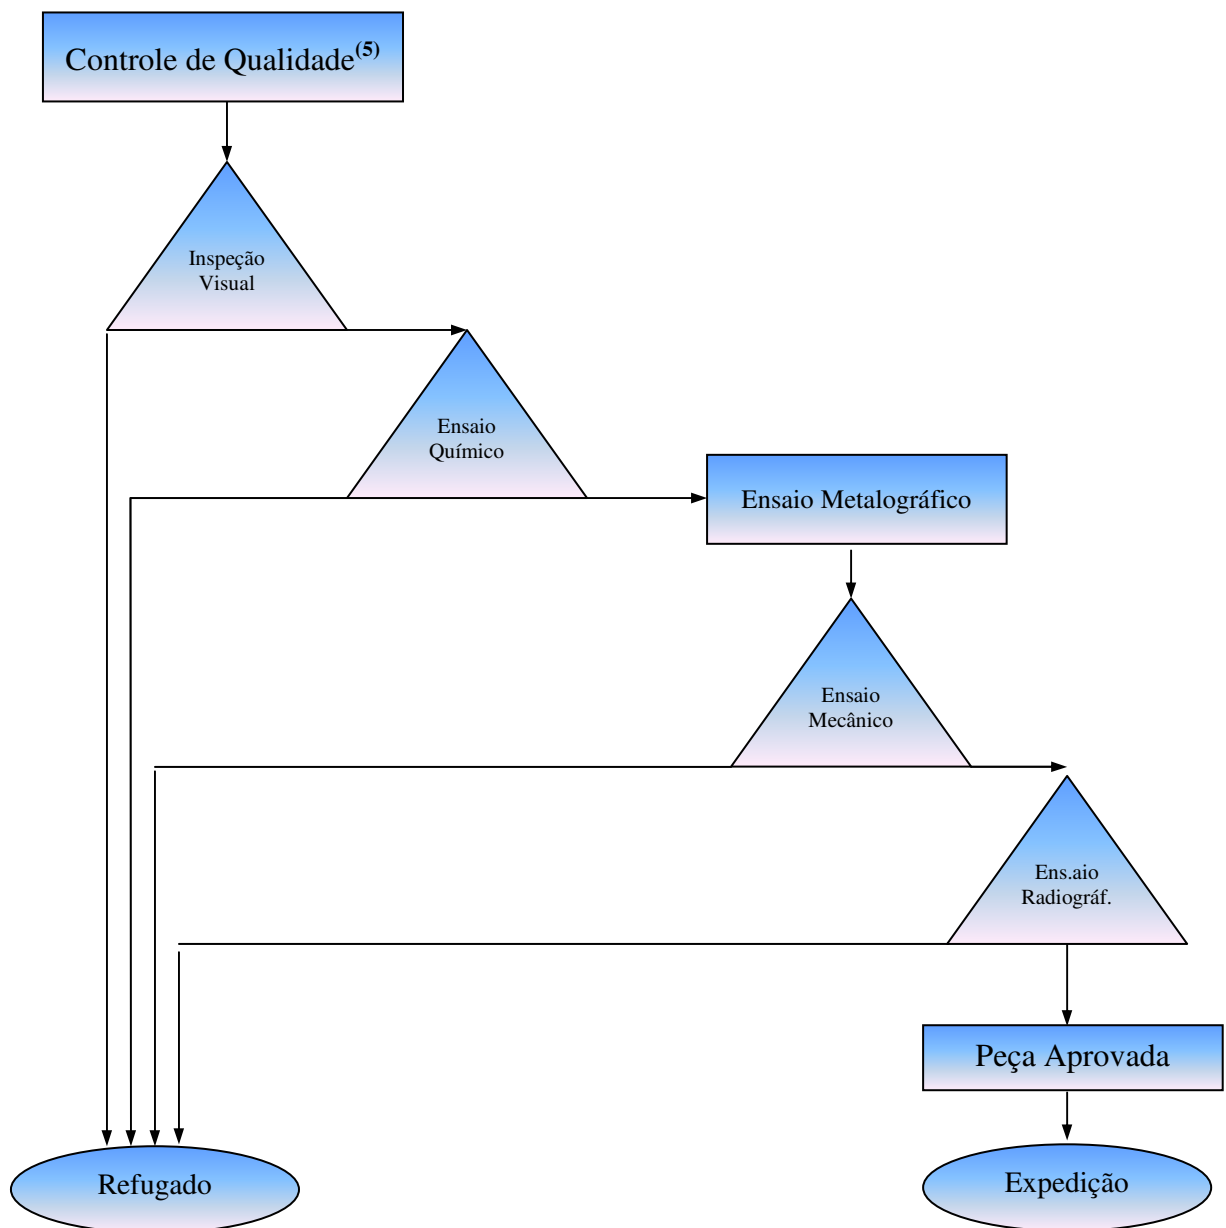 Controle de Qualidade(5)
Inspeção
Visual
Ensaio
Químico
Ensaio Metalográfico
Ensaio
Mecânico
Ens.aio
Radiográf.
Peça Aprovada
Refugado
Expedição